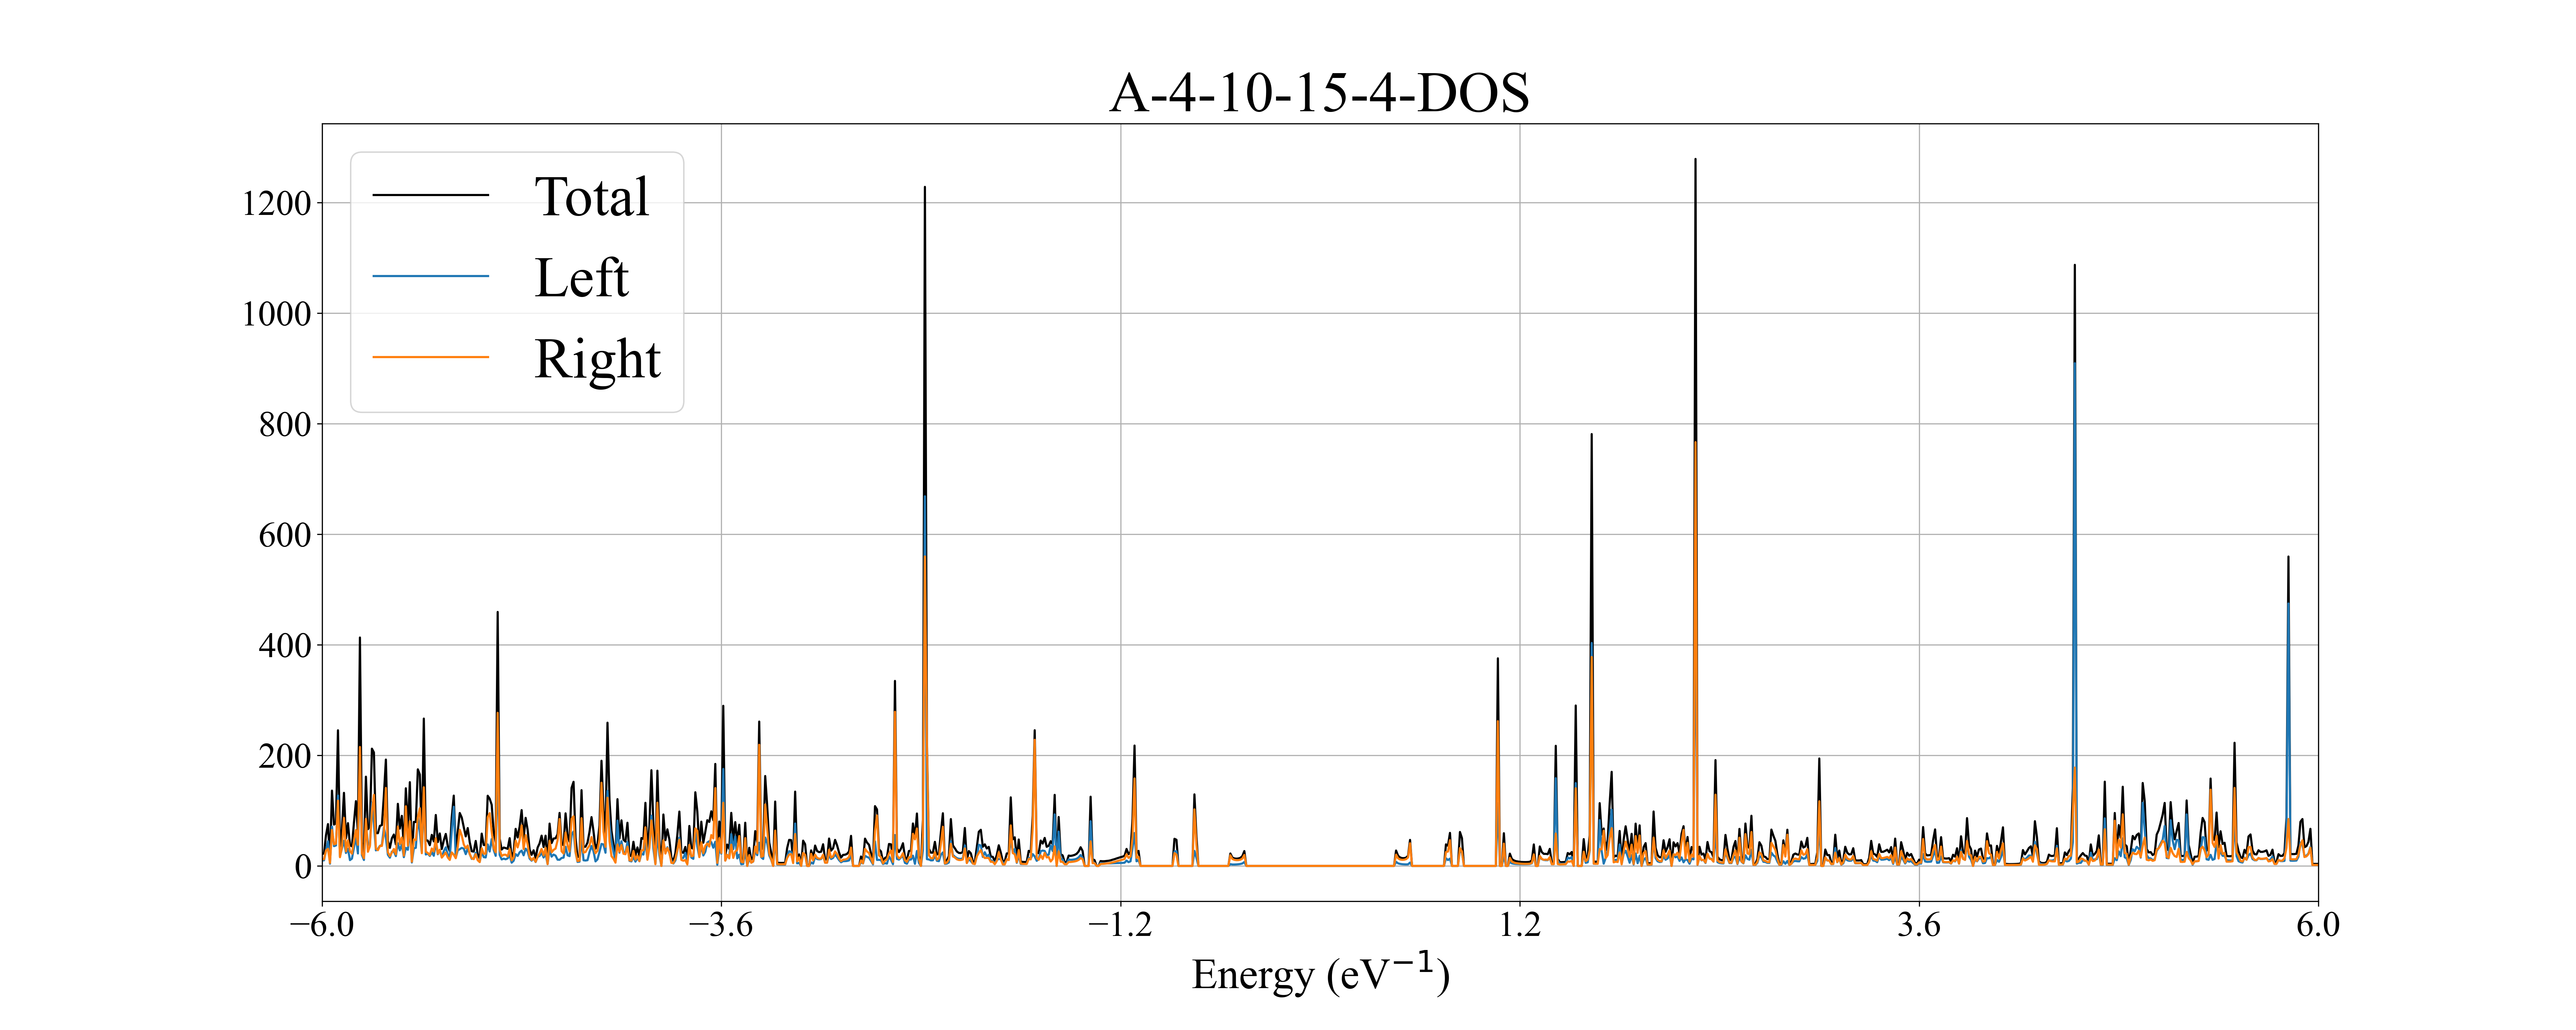 A-4-10-15-4-DOS
Total
Left
Right
1200
1000
800
600
400
200
0
−6.0
−3.6
−1.2
1.2
3.6
6.0
Energy (eV⁻¹)